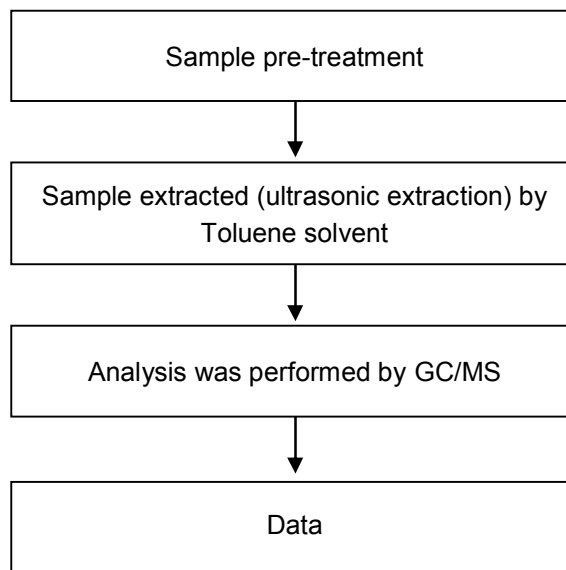 Sample pre-treatment
Sample extracted (ultrasonic extraction) by
Toluene solvent
Analysis was performed by GC/MS
Data